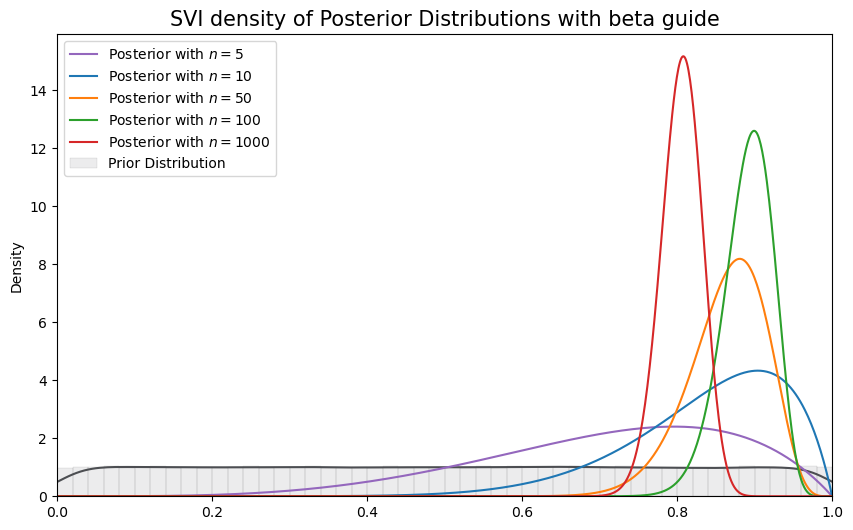 SVI density of Posterior Distributions with beta guide
Posterior with n = 5
Posterior with n = 10
Posterior with n = 50
Posterior with n = 100
Posterior with n = 1000
Prior Distribution
Density
14
12
10
8
6
4
2
0
0.0 0.2 0.4 0.6 0.8 1.0